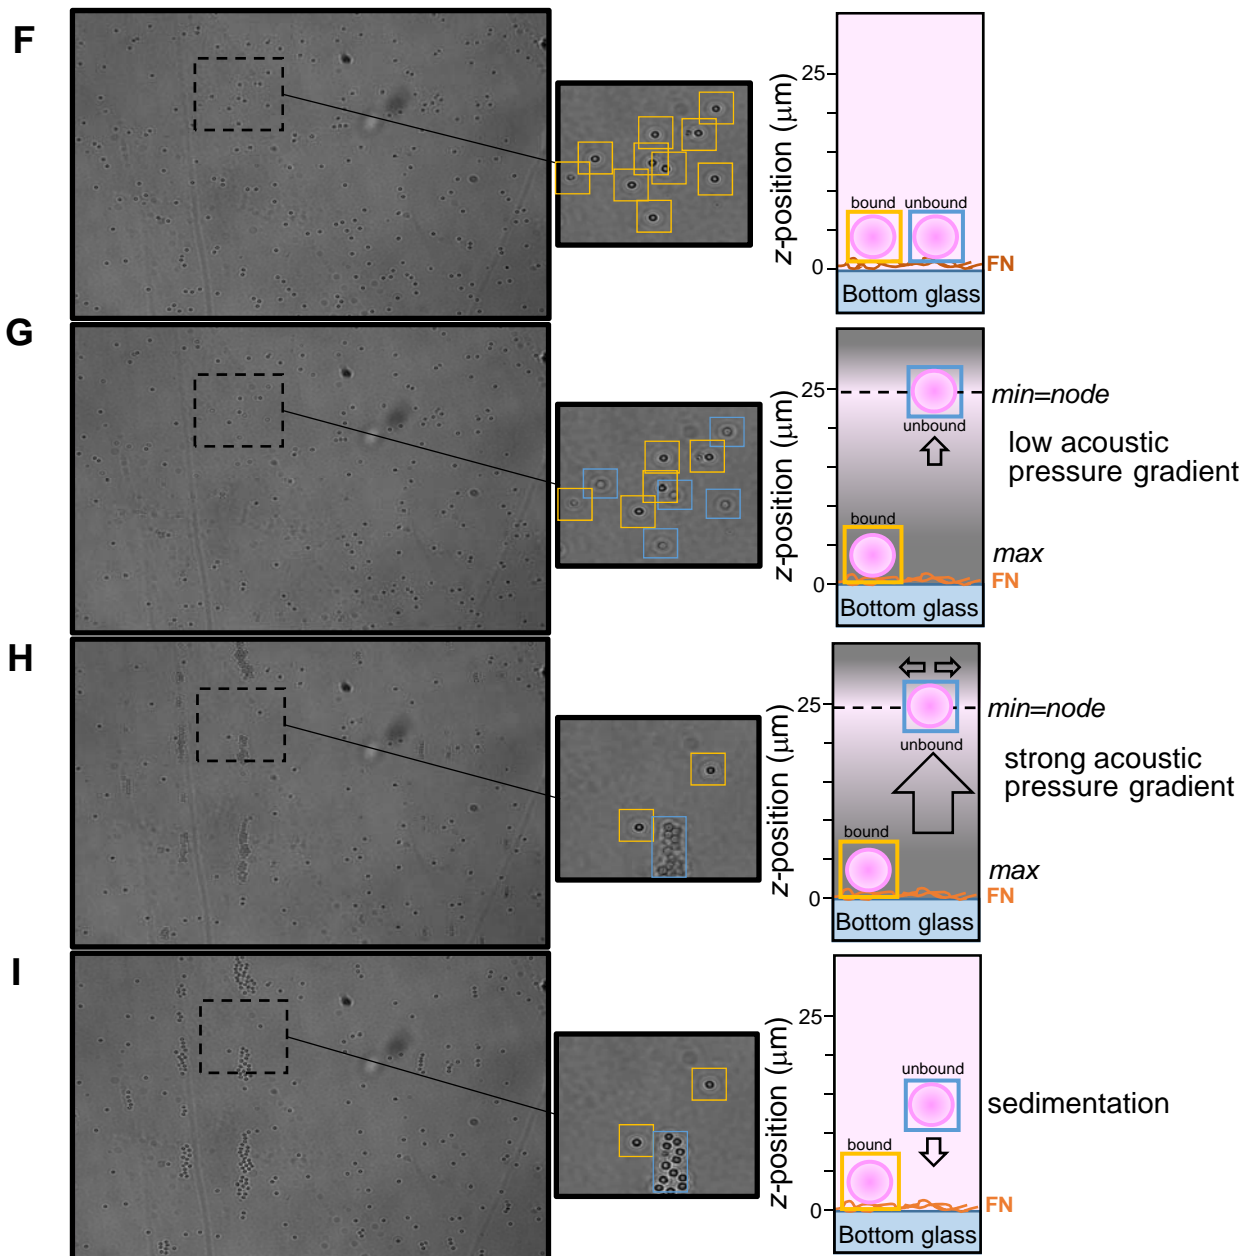 F
z-position (μm)
25
bound unbound
0
FN
Bottom glass
G
z-position (μm)
25
min=node
unbound
low acoustic
pressure gradient
bound
max
0
FN
Bottom glass
H
z-position (μm)
25
min=node
unbound
strong acoustic
pressure gradient
bound
max
0
FN
Bottom glass
I
z-position (μm)
25
unbound
sedimentation
bound
0
FN
Bottom glass